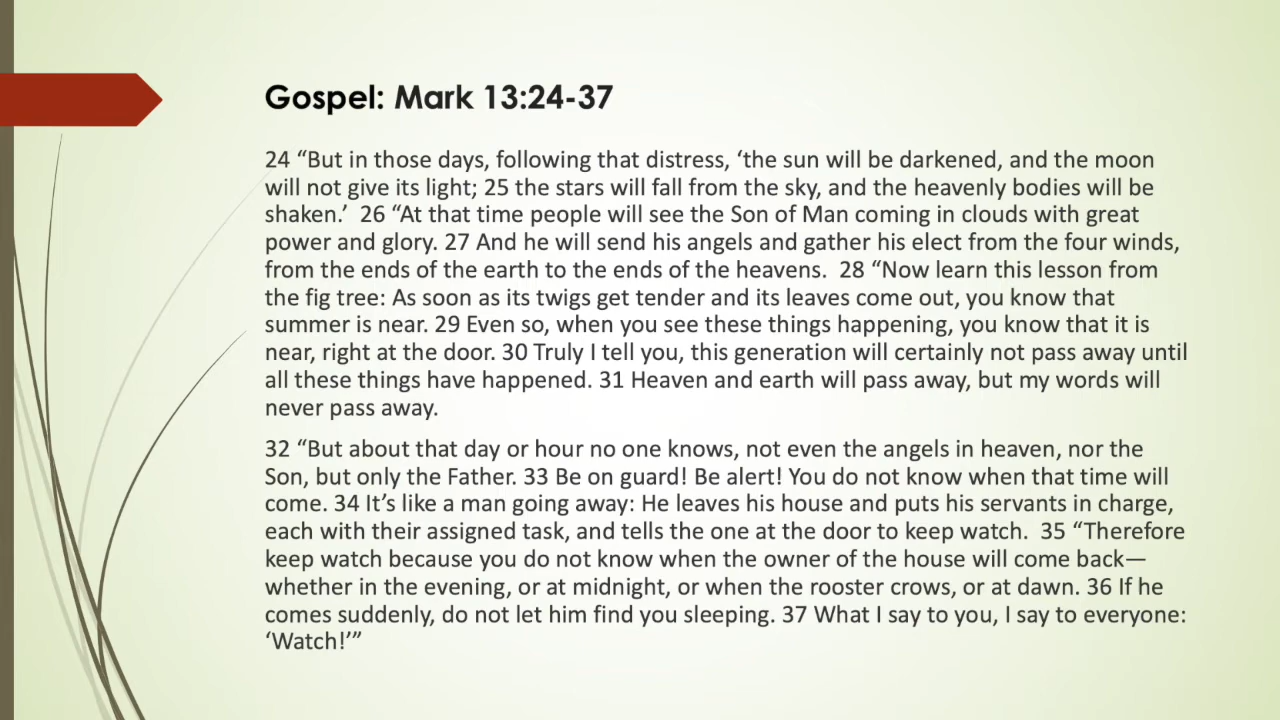 Gospel: Mark 13:24-37
24 “But in those days, following that distress, ‘the sun will be darkened, and the moon
will not give its light; 25 the stars will fall from the sky, and the heavenly bodies will be
shaken.’  26 “At that time people will see the Son of Man coming in clouds with great
power and glory. 27 And he will send his angels and gather his elect from the four winds,
from the ends of the earth to the ends of the heavens.  28 “Now learn this lesson from
the fig tree: As soon as its twigs get tender and its leaves come out, you know that
summer is near. 29 Even so, when you see these things happening, you know that it is
near, right at the door. 30 Truly I tell you, this generation will certainly not pass away until
all these things have happened. 31 Heaven and earth will pass away, but my words will
never pass away.
32 “But about that day or hour no one knows, not even the angels in heaven, nor the
Son, but only the Father. 33 Be on guard! Be alert! You do not know when that time will
come. 34 It’s like a man going away: He leaves his house and puts his servants in charge,
each with their assigned task, and tells the one at the door to keep watch.  35 “Therefore
keep watch because you do not know when the owner of the house will come back—
whether in the evening, or at midnight, or when the rooster crows, or at dawn. 36 If he
comes suddenly, do not let him find you sleeping. 37 What I say to you, I say to everyone:
‘Watch!’”